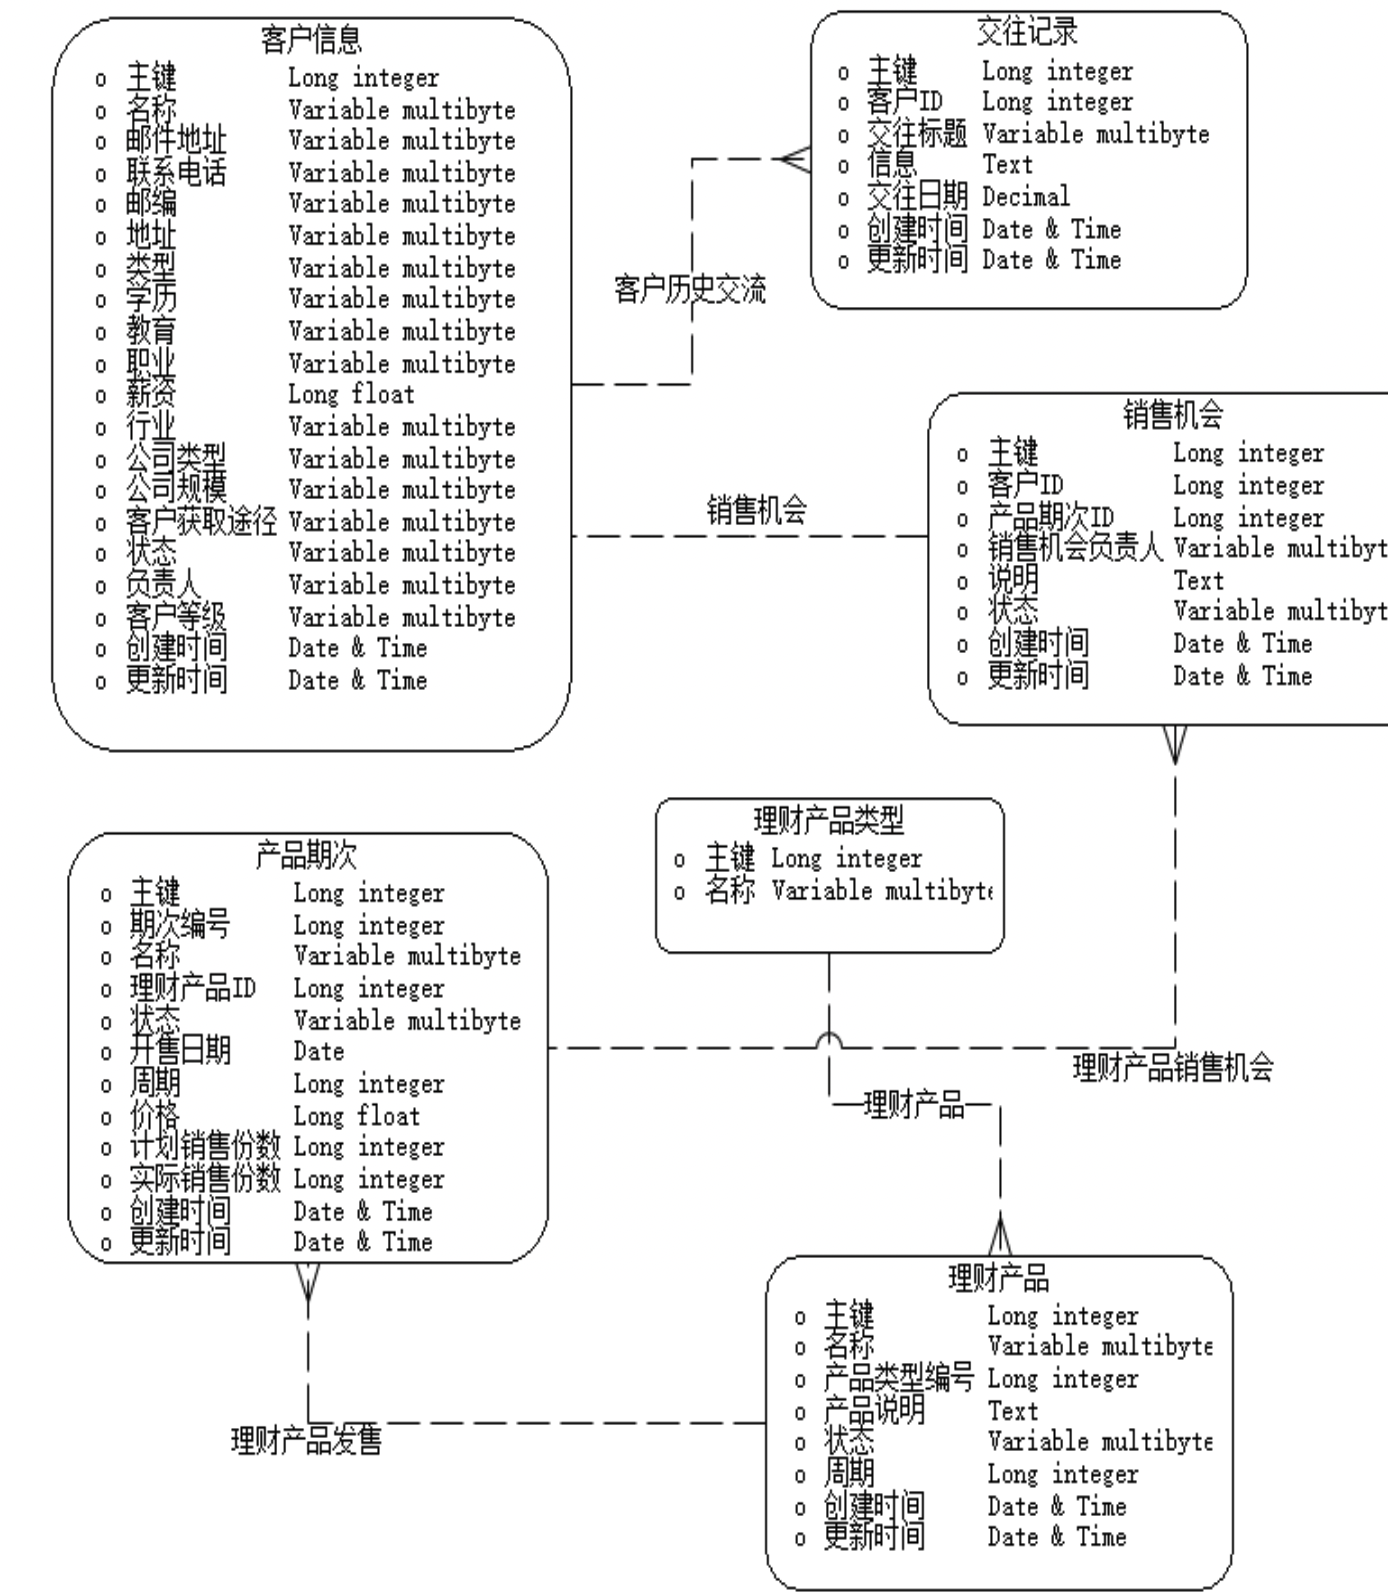 客户信息
o 主键 Long integer
o 名称 Variable multibyte
o 邮件地址 Variable multibyte
o 联系电话 Variable multibyte
o 邮编 Variable multibyte
o 地址 Variable multibyte
o 类型 Variable multibyte
o 学历 Variable multibyte
o 教育 Variable multibyte
o 职业 Variable multibyte
o 薪资 Long float
o 行业 Variable multibyte
o 公司类型 Variable multibyte
o 公司规模 Variable multibyte
o 客户获取途径 Variable multibyte
o 状态 Variable multibyte
o 负责人 Variable multibyte
o 客户等级 Variable multibyte
o 创建时间 Date & Time
o 更新时间 Date & Time
交往记录
o 主键 Long integer
o 客户ID Long integer
o 交往标题 Variable multibyte
o 信息 Text
o 交往日期 Decimal
o 创建时间 Date & Time
o 更新时间 Date & Time
客户历史交流
销售机会
销售机会
o 主键 Long integer
o 客户ID Long integer
o 产品期次ID Long integer
o 销售机会负责人 Variable multibyt
o 说明 Text
o 状态 Variable multibyt
o 创建时间 Date & Time
o 更新时间 Date & Time
理财产品类型
o 主键 Long integer
o 名称 Variable multibyte
产品期次
o 主键 Long integer
o 期次编号 Long integer
o 名称 Variable multibyte
o 理财产品ID Long integer
o 状态 Variable multibyte
o 开售日期 Date
o 周期 Long integer
o 价格 Long float
o 计划销售份数 Long integer
o 实际销售份数 Long integer
o 创建时间 Date & Time
o 更新时间 Date & Time
理财产品销售机会
理财产品
理财产品
o 主键 Long integer
o 名称 Variable multibyte
o 产品类型编号 Long integer
o 产品说明 Text
o 状态 Variable multibyte
o 周期 Long integer
o 创建时间 Date & Time
o 更新时间 Date & Time
理财产品发售